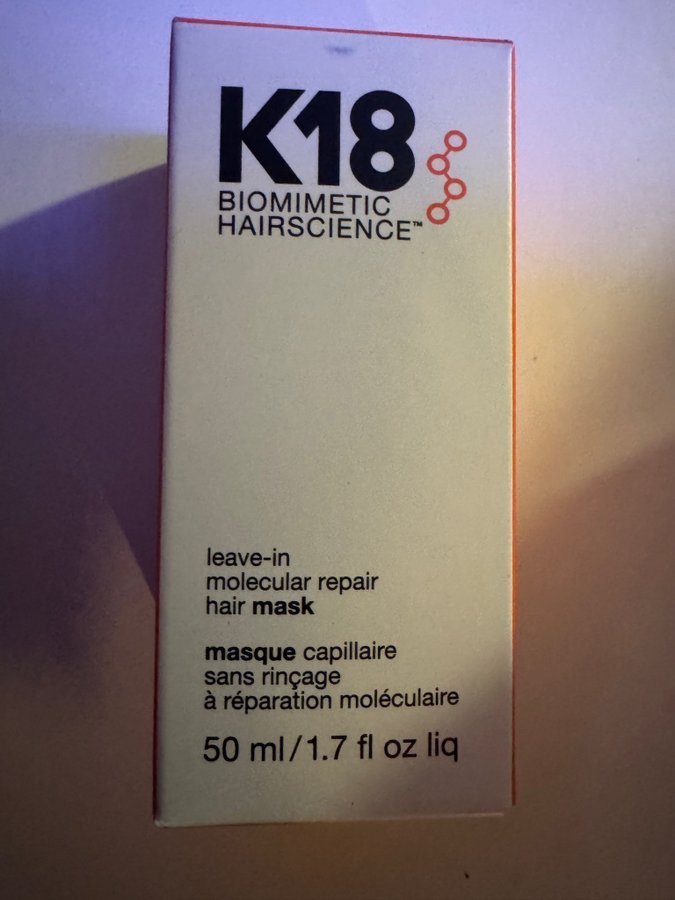 K18
BIOMIMETIC
HAIRSCIENCE™
leave-in
molecular repair
hair mask
masque capillaire
sans rinçage
à réparation moléculaire
50 ml/1.7 fl oz liq